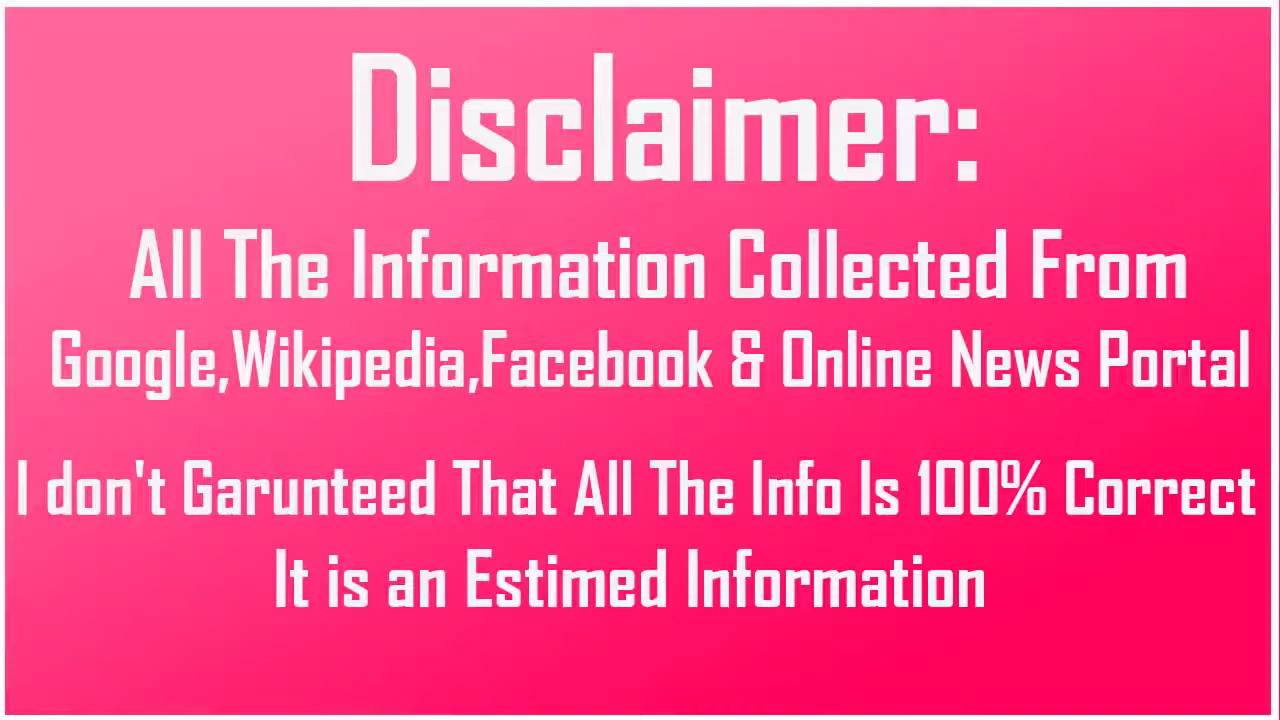 Disclaimer:
All The Information Collected From
Google,Wikipedia,Facebook & Online News Portal
I don't Garunteed That All The Info Is 100% Correct
It is an Estimed Information